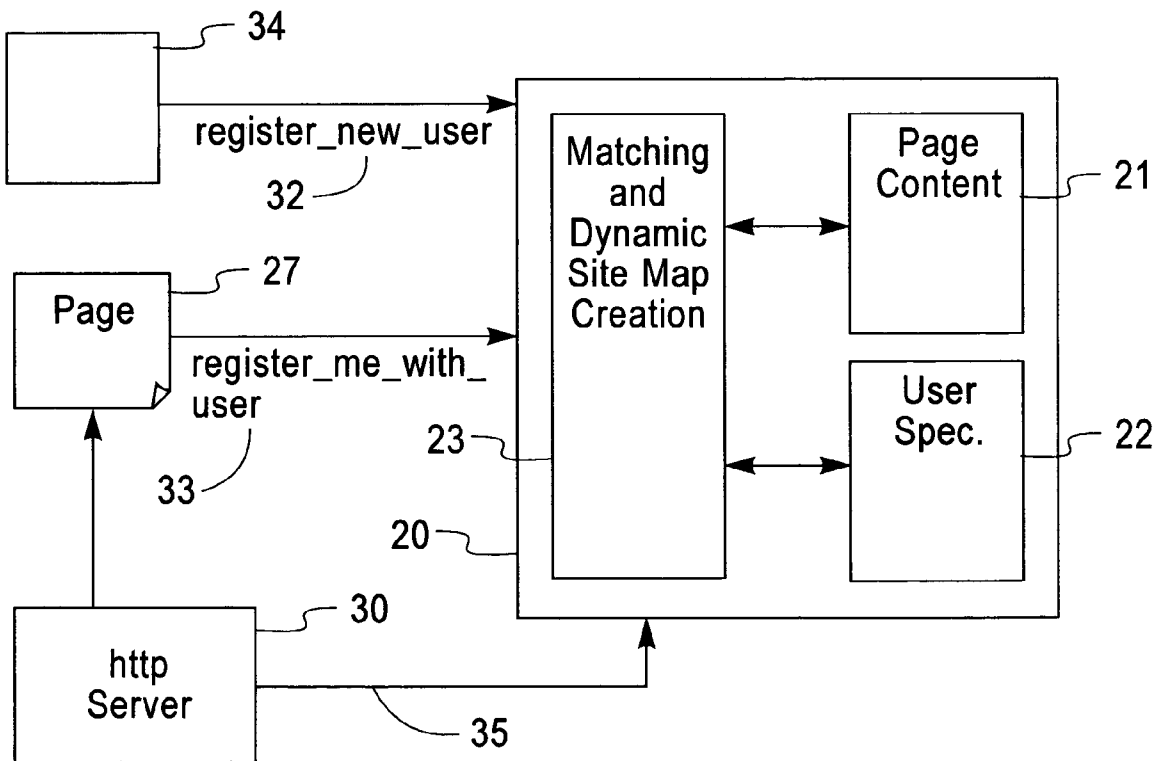 34
register_new_user
32
Matching
and
Dynamic
Site Map
Creation
Page
Content
21
27
Page
register_me_with_
user
33
23
User
Spec.
22
20
30
http
Server
35